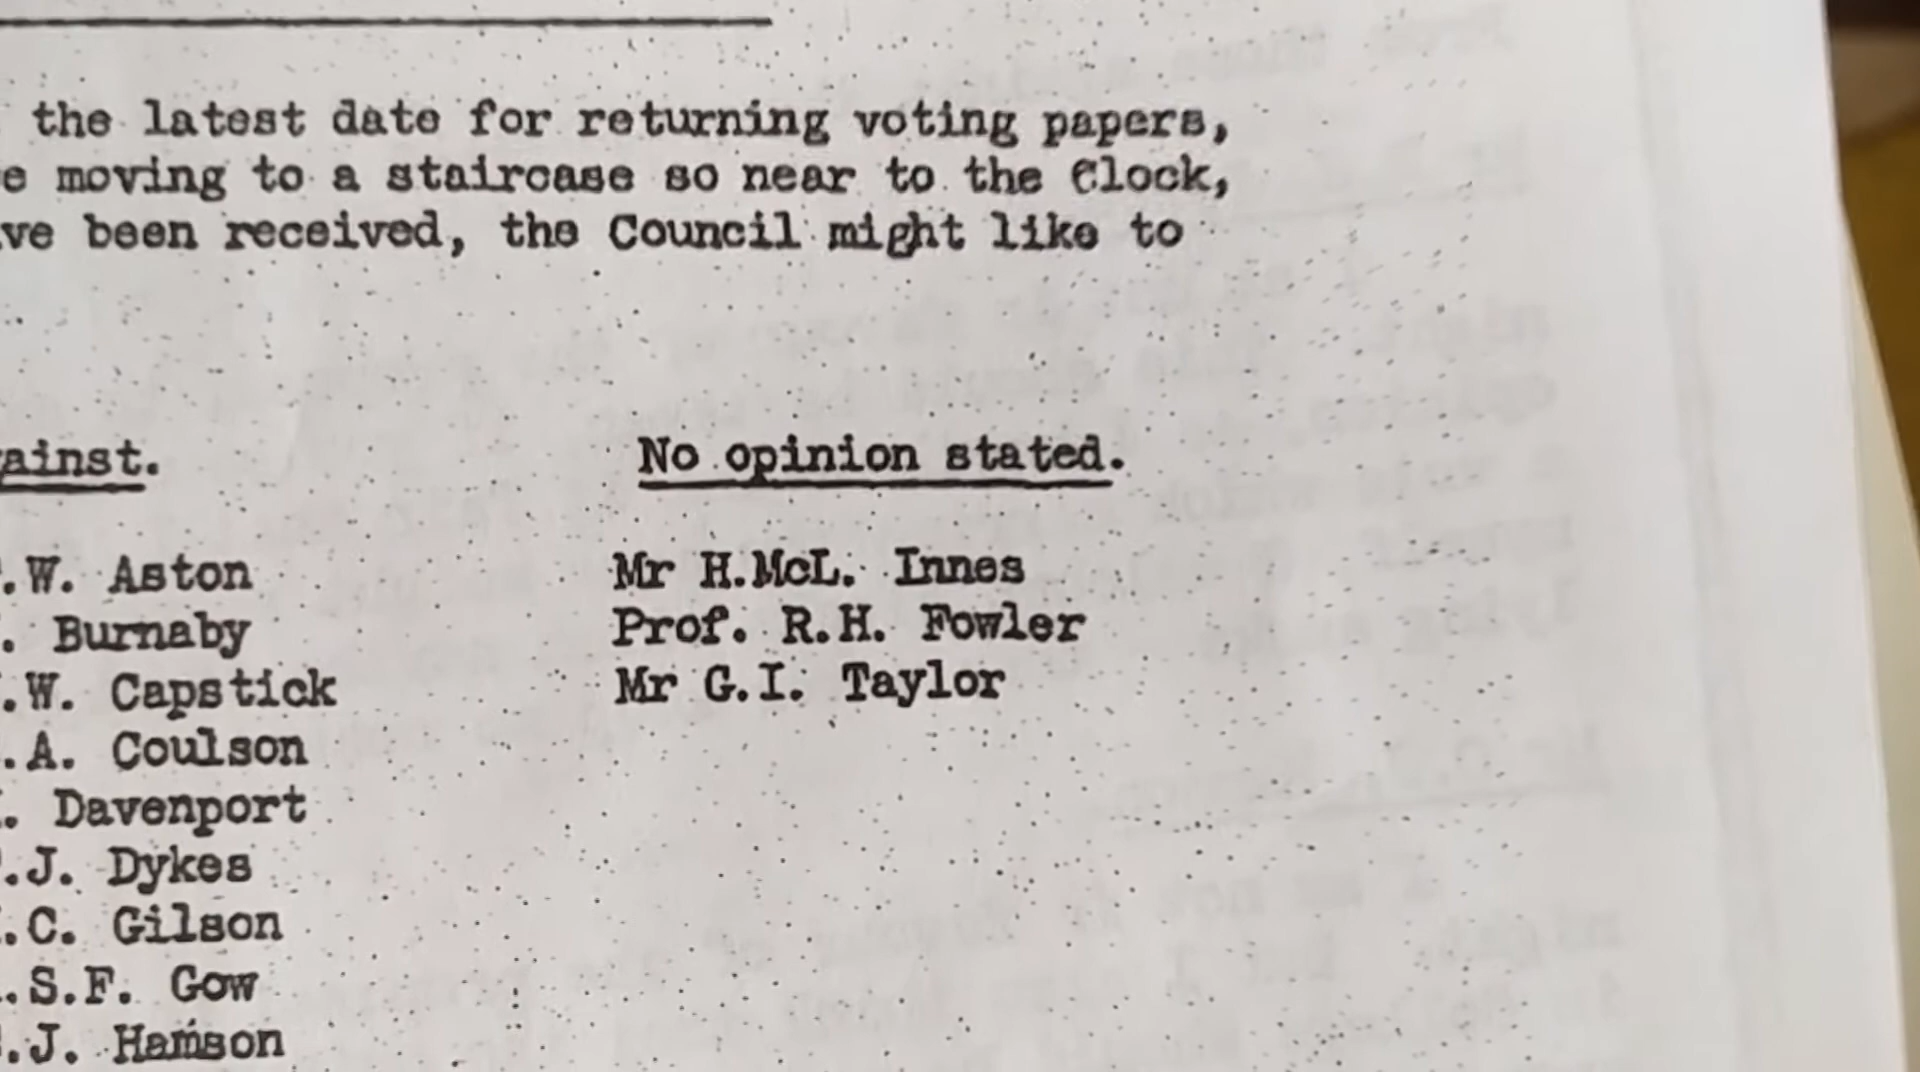 the latest date for returning voting papers,
e moving to a staircase so near to the Clock,
ve been received, the Council might like to
ainst.
No opinion stated.
.W. Aston
. Burnaby
.W. Capstick
.A. Coulson
. Davenport
.J. Dykes
.C. Gilson
.S.F. Gow
.J. Hamson
Mr H.McL. Innes
Prof. R.H. Fowler
Mr G.I. Taylor